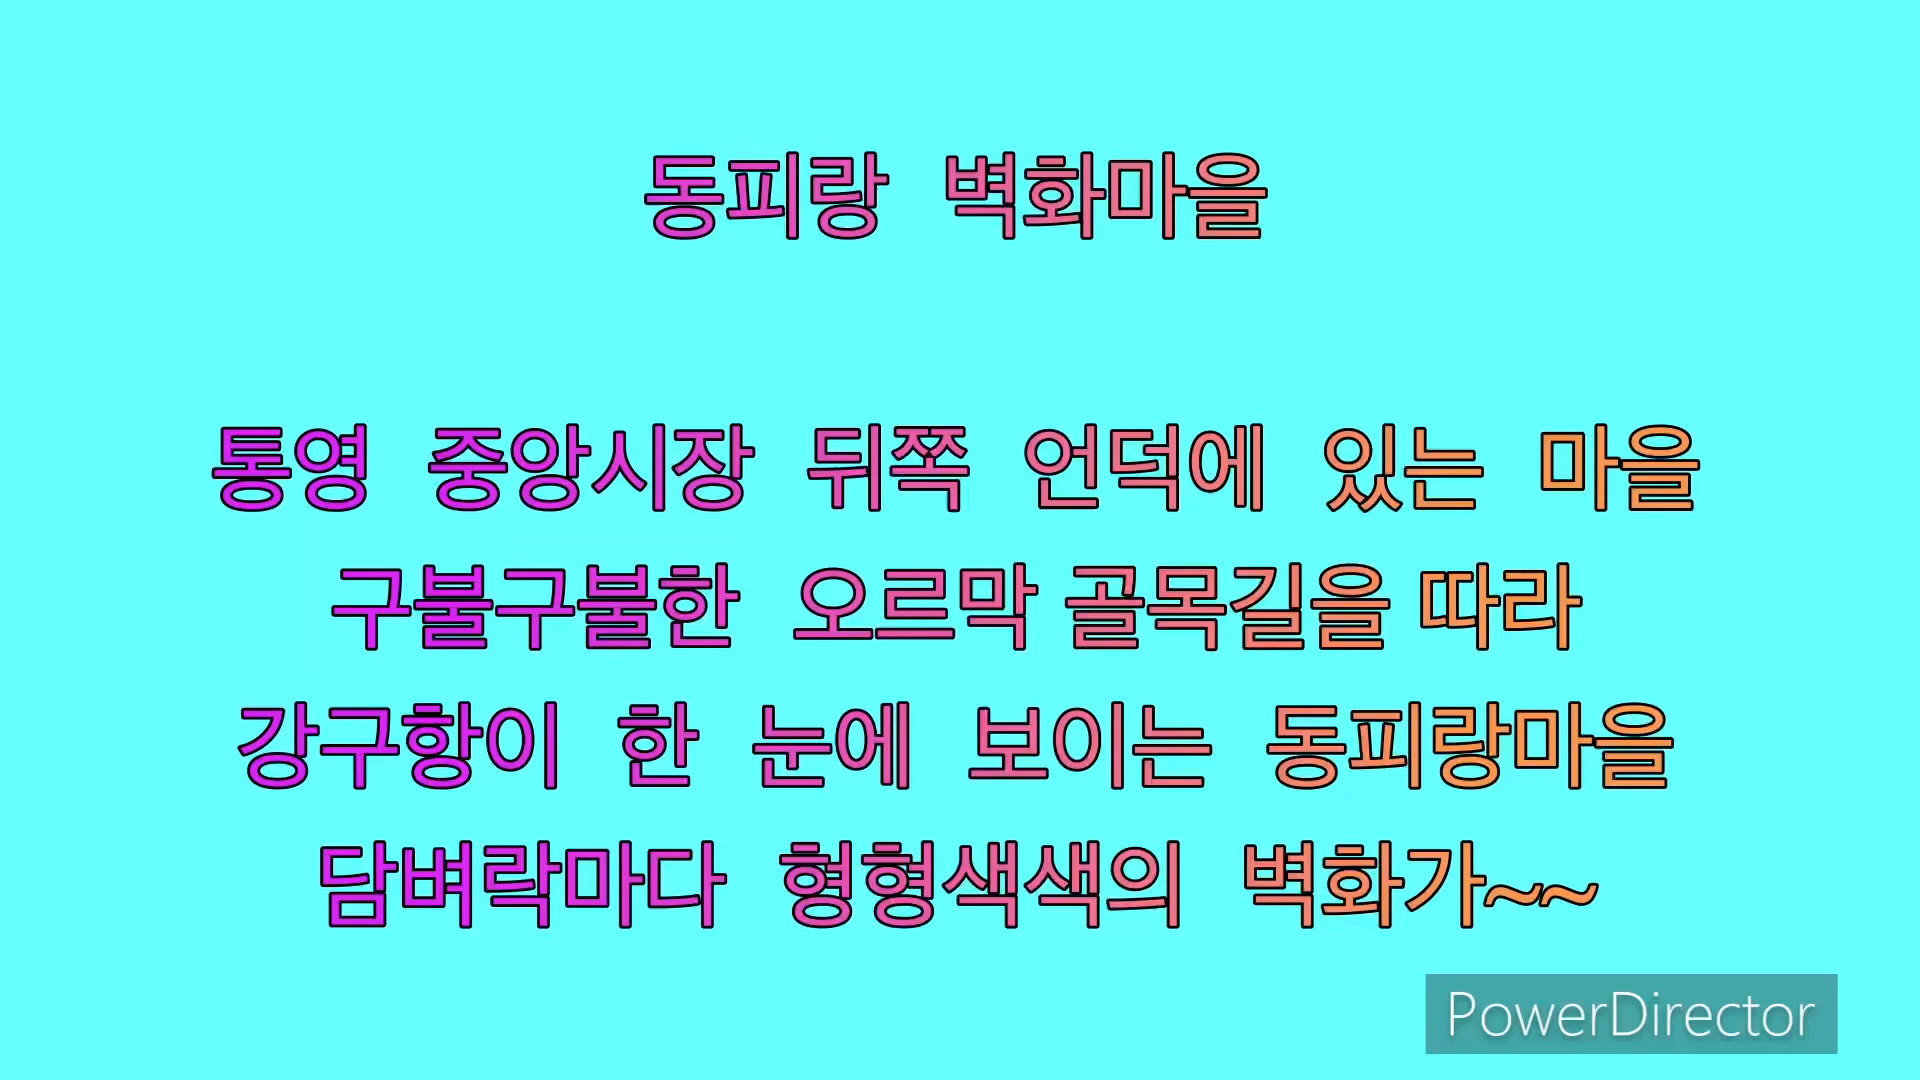 동피랑 벽화마을
통영 중앙시장 뒤쪽 언덕에 있는 마을
구불구불한 오르막 골목길을 따라
강구항이 한 눈에 보이는 동피랑마을
담벼락마다 형형색색의 벽화가~~
PowerDirector